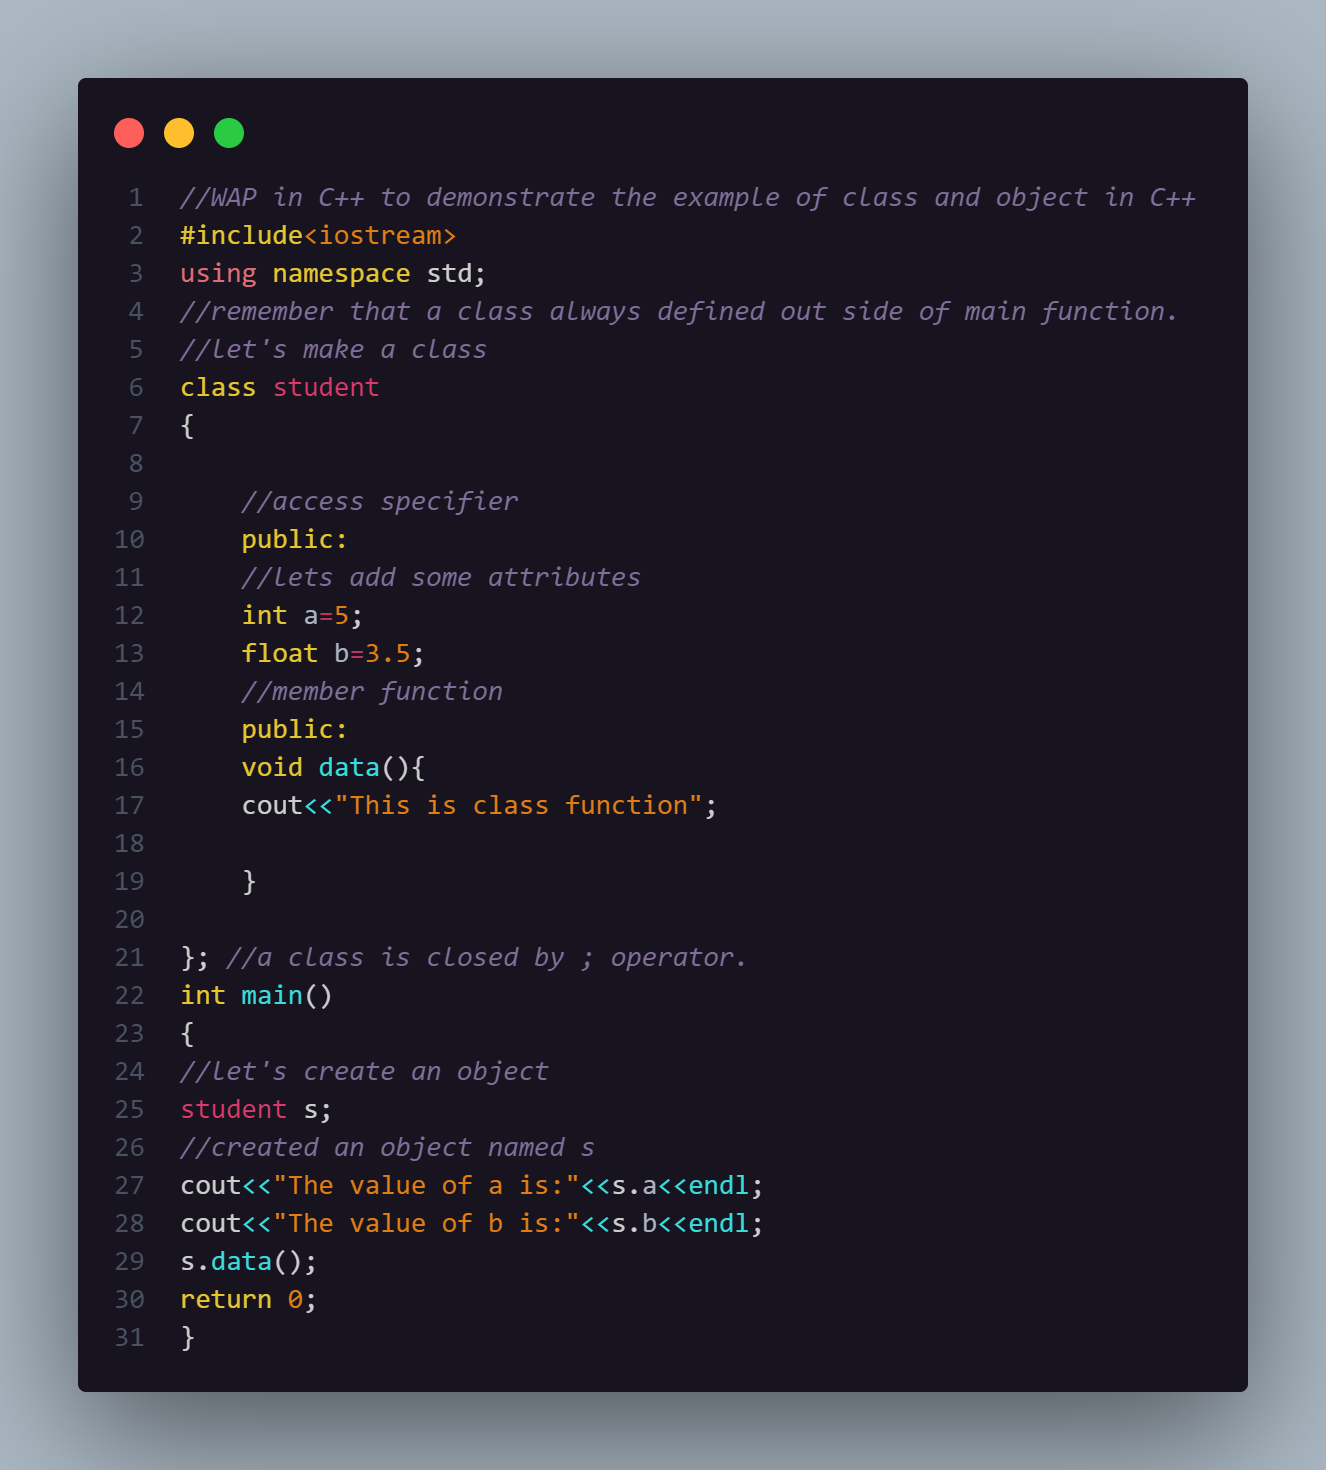 1 //WAP in C++ to demonstrate the example of class and object in C++
2 #include<iostream>
3 using namespace std;
4 //remember that a class always defined out side of main function.
5 //let's make a class
6 class student
7 {
8
9     //access specifier
10     public:
11     //lets add some attributes
12     int a=5;
13     float b=3.5;
14     //member function
15     public:
16     void data(){
17     cout<<"This is class function";
18
19     }
20
21 }; //a class is closed by ; operator.
22 int main()
23 {
24 //let's create an object
25 student s;
26 //created an object named s
27 cout<<"The value of a is:"<<s.a<<endl;
28 cout<<"The value of b is:"<<s.b<<endl;
29 s.data();
30 return 0;
31 }